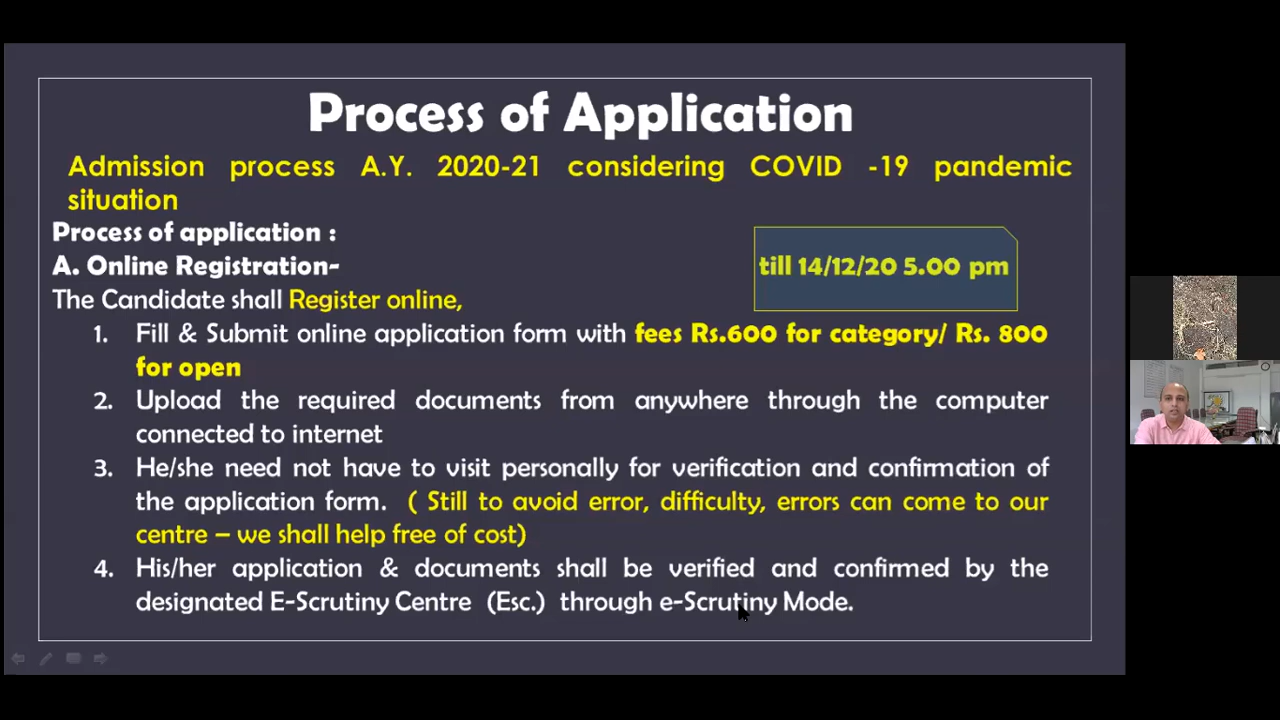 Process of Application
Admission process A.Y. 2020-21 considering COVID -19 pandemic
situation
Process of application :
A. Online Registration-
till 14/12/20 5.00 pm
The Candidate shall Register online,
1. Fill & Submit online application form with fees Rs.600 for category/ Rs. 800
for open
2. Upload the required documents from anywhere through the computer
connected to internet
3. He/she need not have to visit personally for verification and confirmation of
the application form. ( Still to avoid error, difficulty, errors can come to our
centre – we shall help free of cost)
4. His/her application & documents shall be verified and confirmed by the
designated E-Scrutiny Centre (Esc.) through e-Scrutiny Mode.